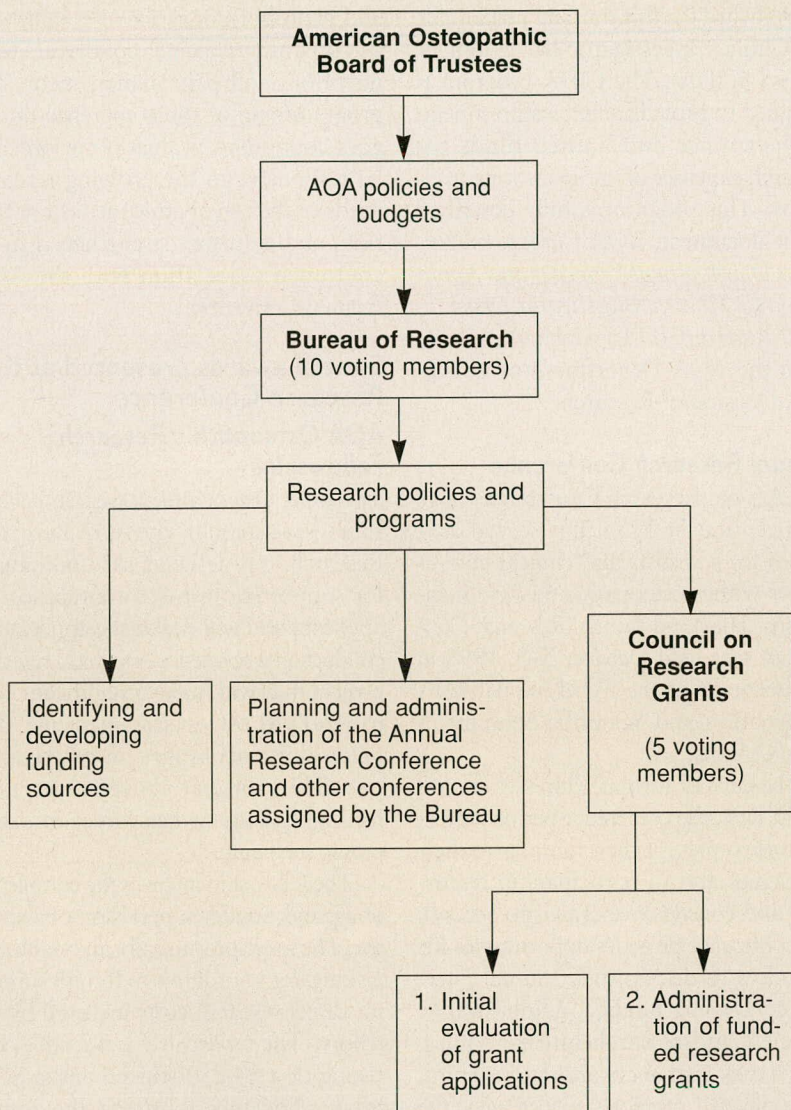 American Osteopathic
Board of Trustees
AOA policies and
budgets
Bureau of Research
(10 voting members)
Research policies and
programs
Identifying and
developing
funding
sources
Planning and adminis-
tration of the Annual
Research Conference
and other conferences
assigned by the Bureau
Council on
Research
Grants
(5 voting
members)
1. Initial
evaluation
of grant
applications
2. Administra-
tion of fund-
ed research
grants